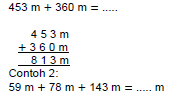 453 m + 360 m = .....
4 5 3 m
+ 3 6 0 m
8 1 3 m
Contoh 2:
59 m + 78 m + 143 m = ..... m